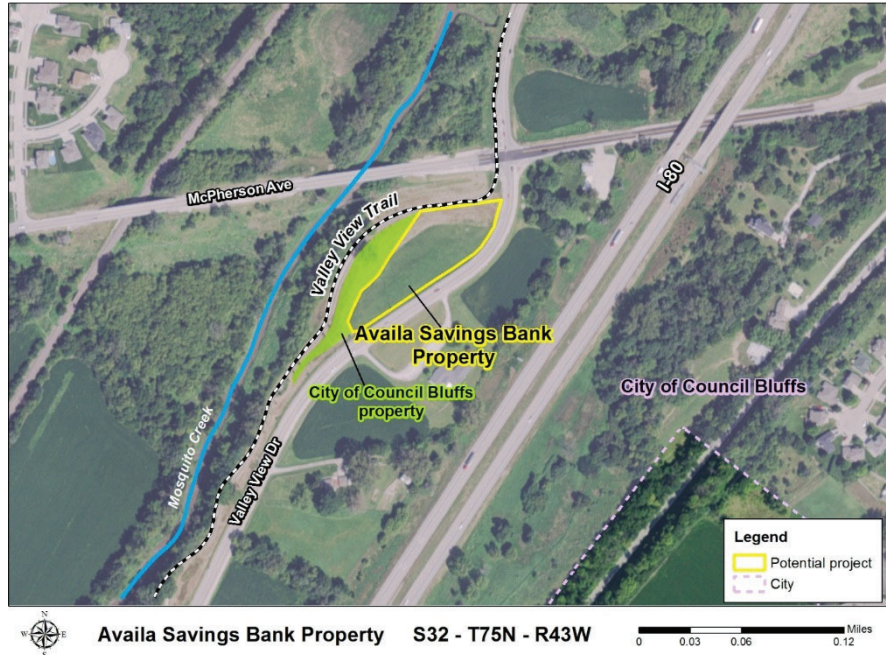 McPherson Ave
I-80
Valley View Trail
Availa Savings Bank
Property
City of Council Bluffs
property
City of Council Bluffs
Mosquito Creek
Valley View Dr
Legend
Potential project
City
N
W E
S
Availa Savings Bank Property S32 - T75N - R43W
Miles
0 0.03 0.06 0.12